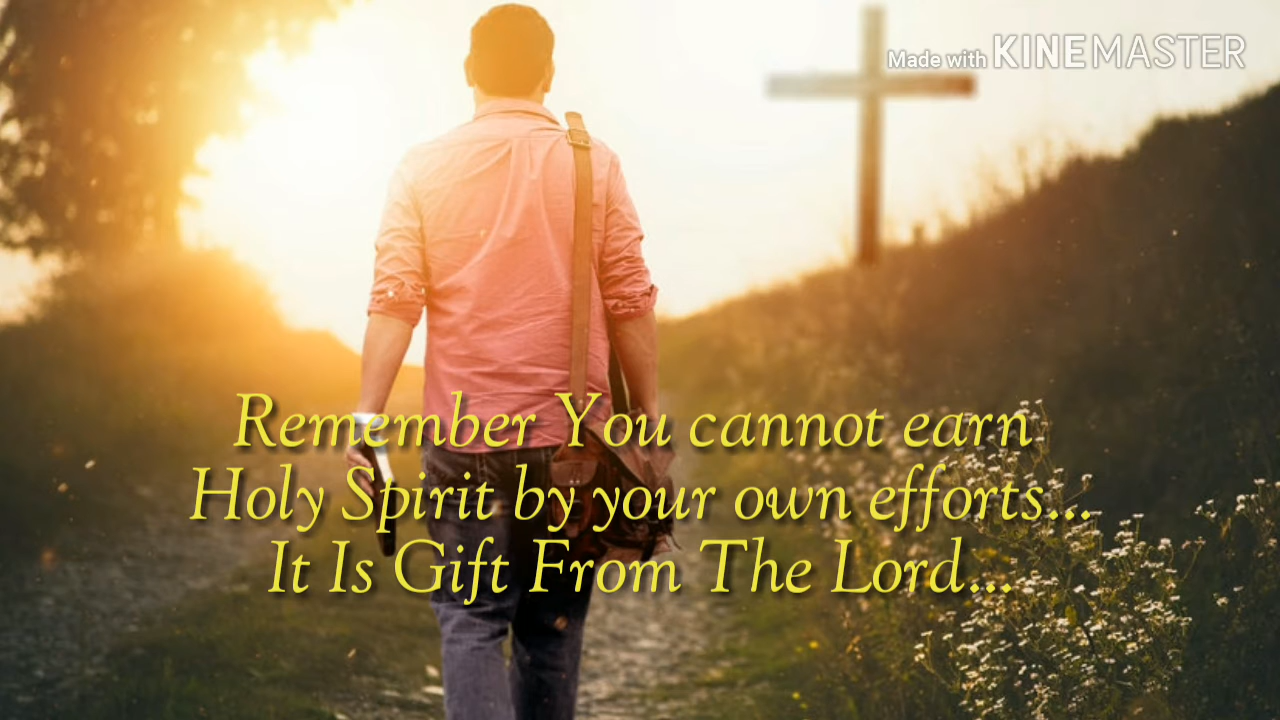 Made with KINEMASTER
Remember You cannot earn
Holy Spirit by your own efforts...
It Is Gift From The Lord...